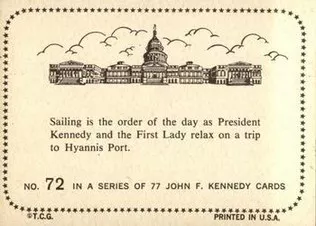 Sailing is the order of the day as President
Kennedy and the First Lady relax on a trip
to Hyannis Port.
NO. 72 IN A SERIES OF 77 JOHN F. KENNEDY CARDS
©T.C.G. PRINTED IN U.S.A.